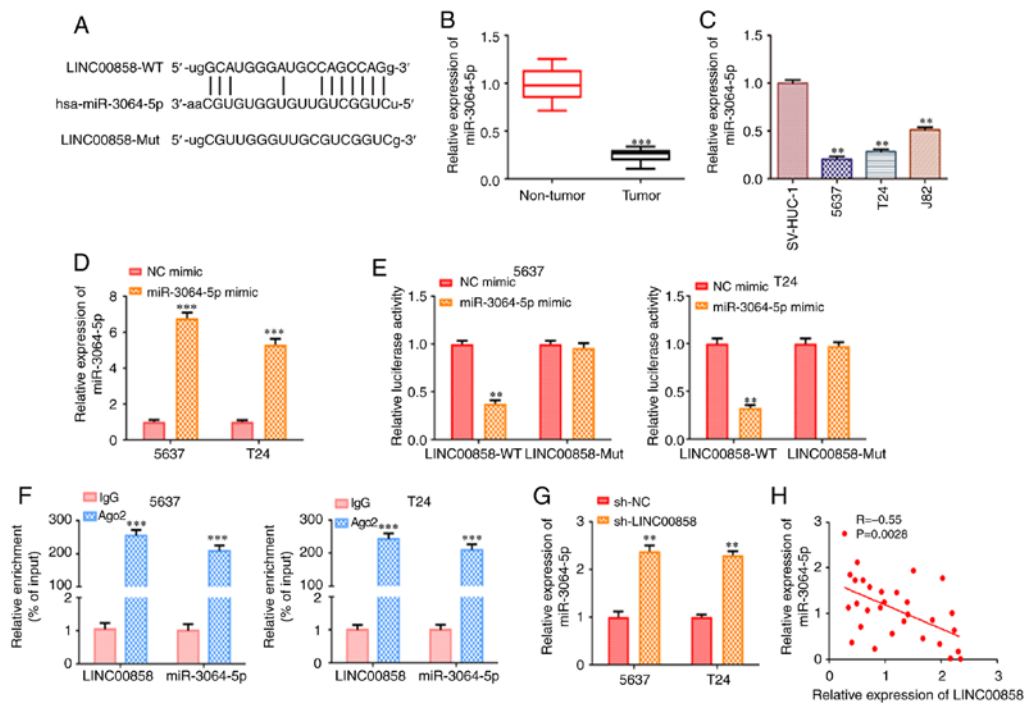 A
LINC00858-WT 5′-ugGCAUGGGAUGCCAGCCAGg-3′
hsa-miR-3064-5p 3′-aaCGUGUGGUGUUGUCGGUCu-5′
LINC00858-Mut 5′-ugCGUUGGGUUGCGUCGGUCg-3′
B
Relative expression of
miR-3064-5p
1.5
1.0
0.5
0.0
***
Non-tumor Tumor
C
Relative expression of
miR-3064-5p
1.5
1.0
0.5
0
** ** **
SV-HUC-1 5637 T24 J82
D
NC mimic
miR-3064-5p mimic
Relative expression of
miR-3064-5p
8
6
4
2
0
*** ***
5637 T24
E
5637
NC mimic
miR-3064-5p mimic
Relative luciferase activity
1.5
1.0
0.5
0.0
**
LINC00858-WT LINC00858-Mut
T24
NC mimic
miR-3064-5p mimic
Relative luciferase activity
1.5
1.0
0.5
0.0
**
LINC00858-WT LINC00858-Mut
F
5637
IgG
Ago2
Relative enrichment
(% of input)
300
200
100
2
1
0
*** ***
LINC00858 miR-3064-5p
T24
IgG
Ago2
Relative enrichment
(% of input)
300
200
100
2
1
0
*** ***
LINC00858 miR-3064-5p
G
sh-NC
sh-LINC00858
Relative expression of
miR-3064-5p
3
2
1
0
** **
5637 T24
H
R=–0.55
P=0.0028
Relative expression of
miR-3064-5p
3
2
1
0
0 1 2 3
Relative expression of LINC00858